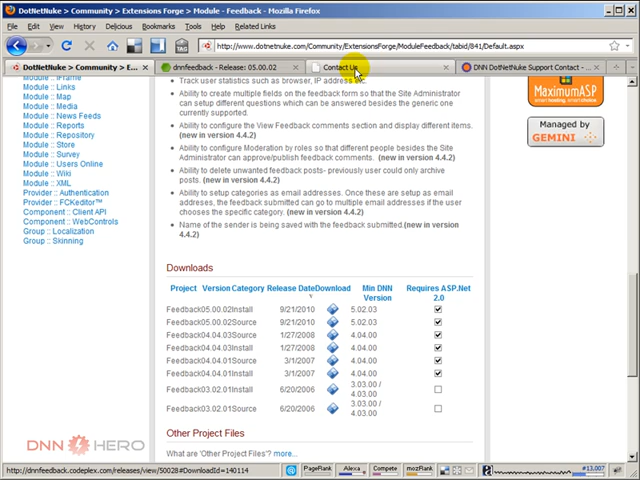 DotNetNuke > Community > Extensions Forge > Module - Feedback - Mozilla Firefox
File Edit View History Delicious Bookmarks Tools Help Related Links
http://www.dotnetnuke.com/Community/ExtensionsForge/ModuleFeedback/tabid/841/Default.aspx
DotNetNuke > Community > E...
dnnfeedback - Release: 05.00.02
Contact Us
DNN DotNetNuke Support Contact - ...
Module :: IFrame
Module :: Links
Module :: Map
Module :: Media
Module :: News Feeds
Module :: Reports
Module :: Repository
Module :: Store
Module :: Survey
Module :: Users Online
Module :: Wiki
Module :: XML
Provider :: Authentication
Provider :: FCKeditor™
Component :: Client API
Component :: WebControls
Group :: Localization
Group :: Skinning
Track user statistics such as browser, IP address
Ability to create multiple fields on the feedback form so that the Site Administrator
can setup different questions which can be answered besides the generic one
currently supported.
Ability to configure the View Feedback comments section and display different items.
(new in version 4.4.2)
Ability to configure Moderation by roles so that different people besides the Site
Administrator can approve/publish feedback comments. (new in version 4.4.2)
Ability to delete unwanted feedback posts- previously user could only archive
posts. (new in version 4.4.2)
Ability to setup categories as email addresses. Once these are setup as email
addreses, the feedback submitted can go to multiple email addresses if the user
chooses the specific category. (new in version 4.4.2)
Name of the sender is being saved with the feedback submitted.(new in version
4.4.2)
MaximumASP
Managed by
GEMINI
Downloads
Project Version Category Release Date Download Min DNN Version Requires ASP.Net 2.0
Feedback 05.00.02 Install 9/21/2010 5.02.03
Feedback 05.00.02 Source 9/21/2010 5.02.03
Feedback 04.04.03 Install 1/27/2008 4.04.00
Feedback 04.04.03 Source 1/27/2008 4.04.00
Feedback 04.04.01 Source 3/1/2007 4.04.00
Feedback 04.04.01 Install 3/1/2007 4.04.00
Feedback 03.02.01 Install 6/20/2006 3.03.00 / 4.03.00
Feedback 03.02.01 Source 6/20/2006 3.03.00 / 4.03.00
Other Project Files
What are 'Other Project Files' ? more...
DNN HERO
http://dnnfeedback.codeplex.com/releases/view/50028#DownloadId=140114
PageRank
Alexa
Compete
mozRank
#13,007